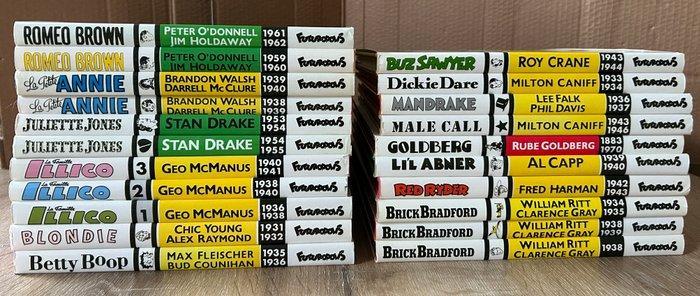 ROMEO BROWN PETER O'DONNELL JIM HOLDAWAY 1961 1962 FUTUROPOLIS
ROMEO BROWN PETER O'DONNELL JIM HOLDAWAY 1959 1960 FUTUROPOLIS
La Petite ANNIE BRANDON WALSH DARRELL McCLURE 1939 1940 FUTUROPOLIS
La Petite ANNIE BRANDON WALSH DARRELL McCLURE 1938 1939 FUTUROPOLIS
JULIETTE JONES STAN DRAKE 1953 1954 FUTUROPOLIS
JULIETTE JONES STAN DRAKE 1954 1955 FUTUROPOLIS
La Famille ILLICO 3 GEO McMANUS 1940 1941 FUTUROPOLIS
La Famille ILLICO 2 GEO McMANUS 1938 1940 FUTUROPOLIS
La Famille ILLICO 1 GEO McMANUS 1936 1938 FUTUROPOLIS
BLONDIE CHIC YOUNG ALEX RAYMOND 1931 1932 FUTUROPOLIS
Betty Boop MAX FLEISCHER BUD COUNIHAN 1935 1936 FUTUROPOLIS
BUZ SAWYER ROY CRANE 1943 1944 FUTUROPOLIS
Dickie Dare MILTON CANIFF 1933 1934 FUTUROPOLIS
MANDRAKE LEE FALK PHIL DAVIS 1936 1937 FUTUROPOLIS
MALE CALL MILTON CANIFF 1943 1946 FUTUROPOLIS
GOLDBERG RUBE GOLDBERG 1883 FUTUROPOLIS
LI'L ABNER AL CAPP 1939 1940 FUTUROPOLIS
RED RYDER FRED HARMAN 1942 1943 FUTUROPOLIS
BRICK BRADFORD WILLIAM RITT CLARENCE GRAY 1934 1935 FUTUROPOLIS
BRICK BRADFORD WILLIAM RITT CLARENCE GRAY 1938 1939 FUTUROPOLIS
BRICK BRADFORD WILLIAM RITT CLARENCE GRAY 1938 FUTUROPOLIS